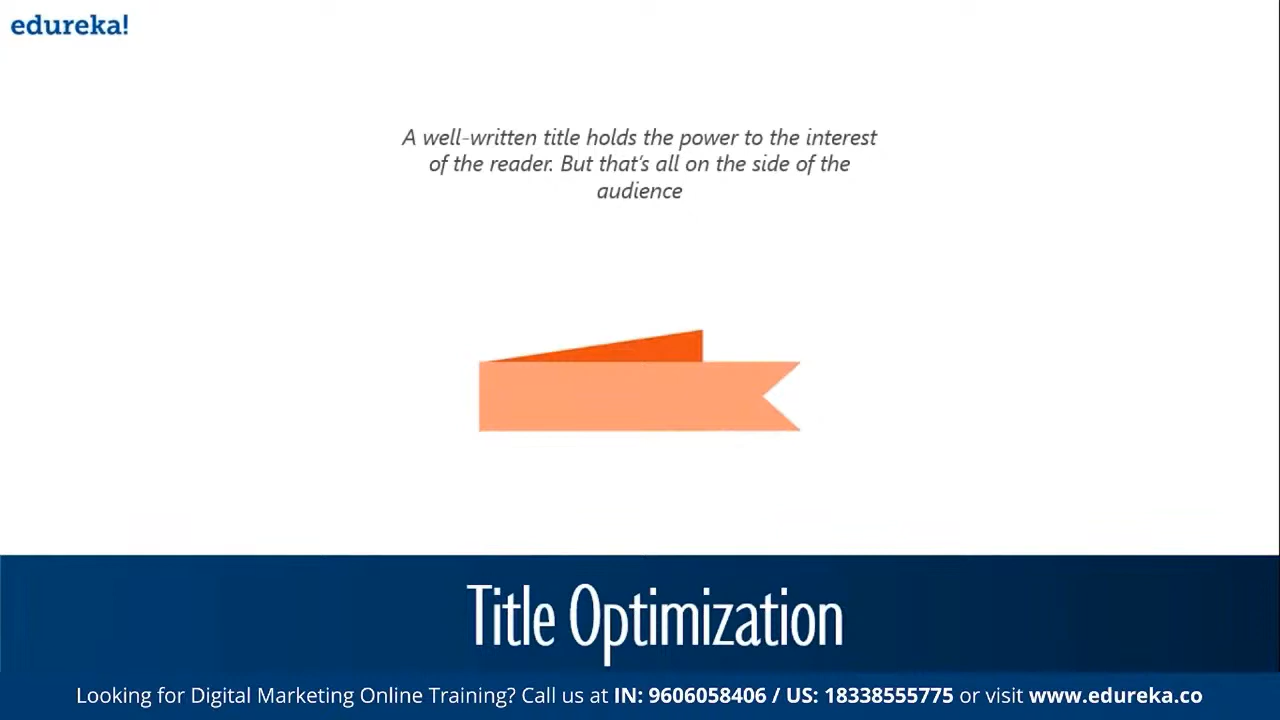 edureka!
A well-written title holds the power to the interest
of the reader. But that's all on the side of the
audience
Title Optimization
Looking for Digital Marketing Online Training? Call us at IN: 9606058406 / US: 18338555775 or visit www.edureka.co